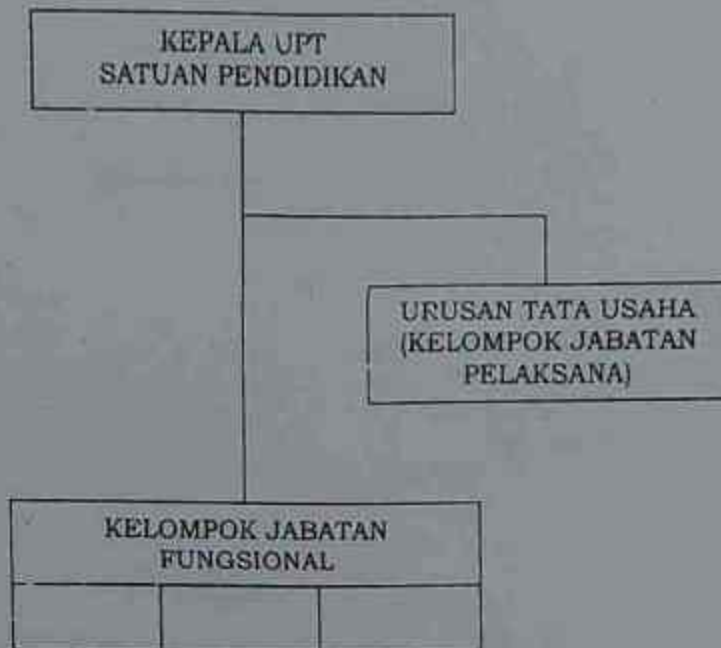 KEPALA UPT
SATUAN PENDIDIKAN
URUSAN TATA USAHA
(KELOMPOK JABATAN
PELAKSANA)
KELOMPOK JABATAN
FUNGSIONAL